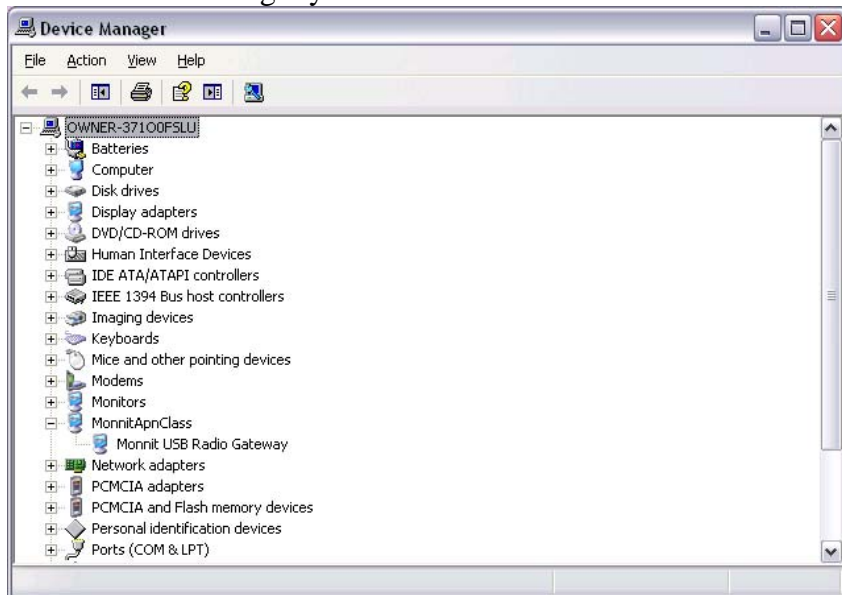 Device Manager
File Action View Help
OWNER-37100FSLU
Batteries
Computer
Disk drives
Display adapters
DVD/CD-ROM drives
Human Interface Devices
IDE ATA/ATAPI controllers
IEEE 1394 Bus host controllers
Imaging devices
Keyboards
Mice and other pointing devices
Modems
Monitors
MonnitApnClass
Monnit USB Radio Gateway
Network adapters
PCMCIA adapters
PCMCIA and Flash memory devices
Personal identification devices
Ports (COM & LPT)